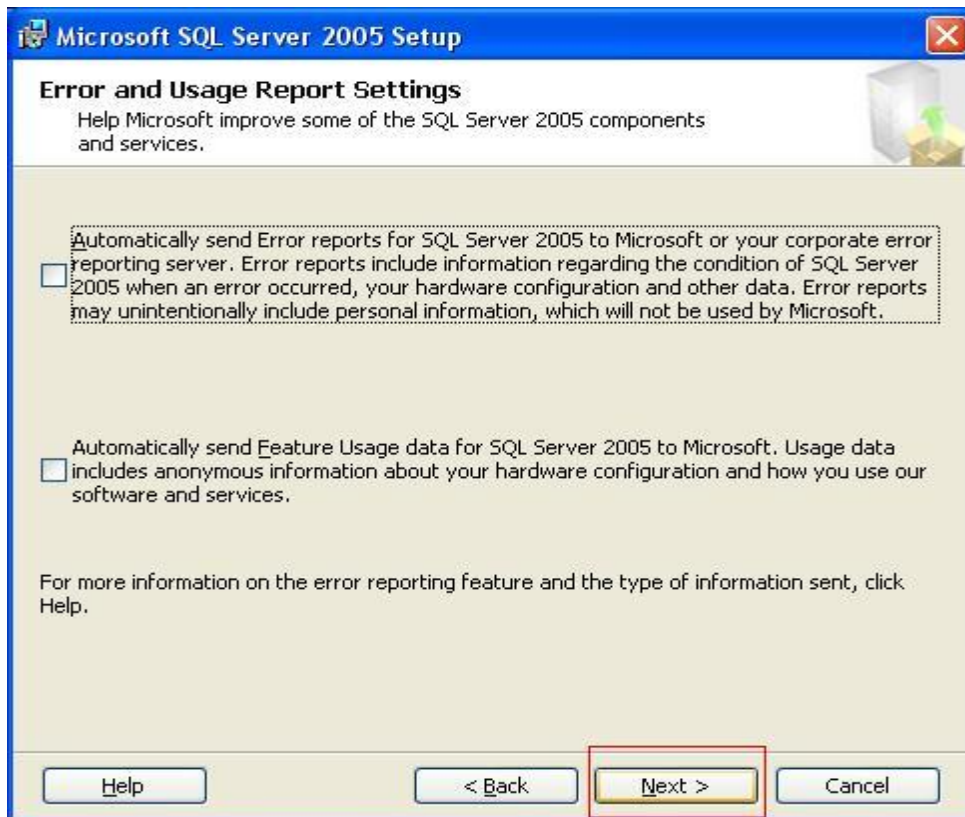 Microsoft SQL Server 2005 Setup
Error and Usage Report Settings
Help Microsoft improve some of the SQL Server 2005 components
and services.
Automatically send Error reports for SQL Server 2005 to Microsoft or your corporate error
reporting server. Error reports include information regarding the condition of SQL Server
2005 when an error occurred, your hardware configuration and other data. Error reports
may unintentionally include personal information, which will not be used by Microsoft.
Automatically send Feature Usage data for SQL Server 2005 to Microsoft. Usage data
includes anonymous information about your hardware configuration and how you use our
software and services.
For more information on the error reporting feature and the type of information sent, click
Help.
Help
< Back
Next >
Cancel